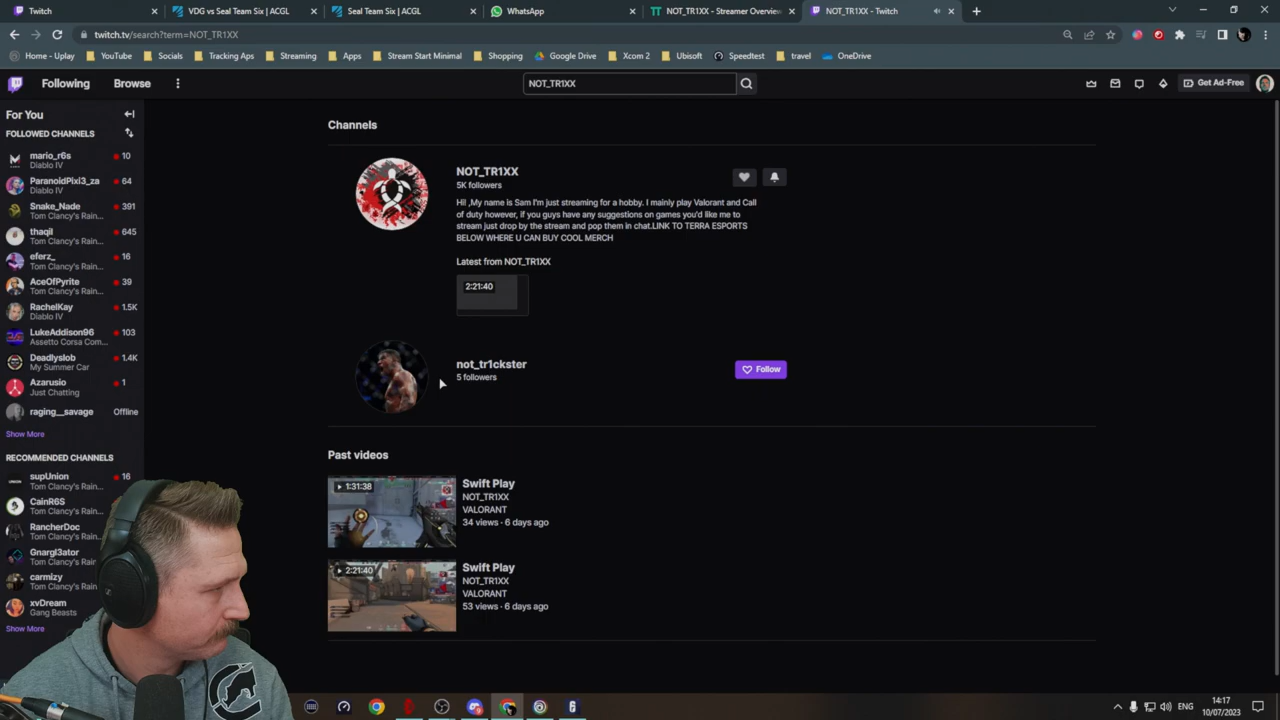 Twitch
VDG vs Seal Team Six | ACGL
Seal Team Six | ACGL
WhatsApp
NOT_TR1XX - Streamer Overview
NOT_TR1XX - Twitch
twitch.tv/search?term=NOT_TR1XX
Home - Uplay
YouTube
Socials
Tracking Apps
Streaming
Apps
Stream Start Minimal
Shopping
Google Drive
Xcom 2
Ubisoft
Speedtest
travel
OneDrive
Following
Browse
NOT_TR1XX
Get Ad-Free
For You
FOLLOWED CHANNELS
mario_r6s 10
Diablo IV
ParanoidPixi3_za 64
Diablo IV
Snake_Nade 391
Tom Clancy's Rain...
thaqil 645
Tom Clancy's Rain...
eferz_ 16
Tom Clancy's Rain...
AceOfPyrite 39
Tom Clancy's Rain...
RachelKay 1.5K
Diablo IV
LukeAddison96 103
Assetto Corsa Com...
Deadlyslob 1.4K
My Summer Car
Azarusio 1
Just Chatting
raging__savage Offline
Show More
RECOMMENDED CHANNELS
supUnion 16
Tom Clancy's Rain...
CainR6S
Tom Clancy's Rain
RancherDoc
Tom Clancy's
Gnargl3ator
Tom Clancy's
carmizy
Tom Clancy's
xvDream
Gang Beasts
Show More
Channels
NOT_TR1XX
5K followers
Hi! ,My name is Sam I'm just streaming for a hobby. I mainly play Valorant and Call
of duty however, if you guys have any suggestions on games you'd like me to
stream just drop by the stream and pop them in chat.LINK TO TERRA ESPORTS
BELOW WHERE U CAN BUY COOL MERCH
Latest from NOT_TR1XX
2:21:40
not_tr1ckster
5 followers
Follow
Past videos
1:31:38
Swift Play
NOT_TR1XX
VALORANT
34 views · 6 days ago
2:21:40
Swift Play
NOT_TR1XX
VALORANT
53 views · 6 days ago
ENG
14:17
10/07/2023